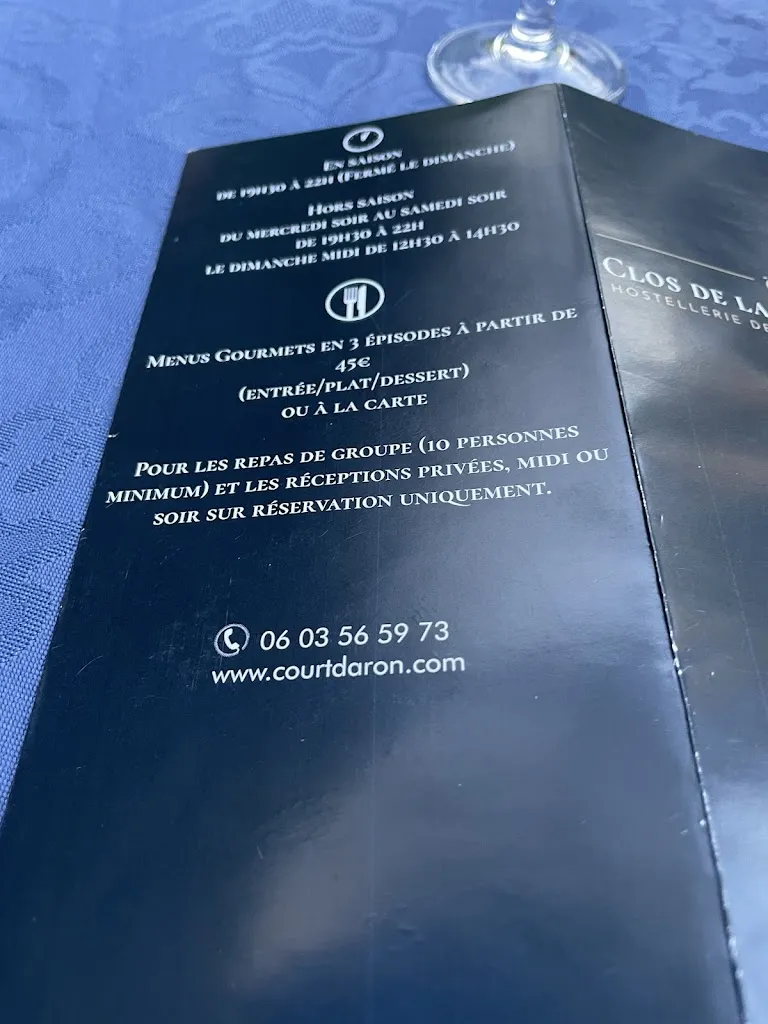 En saison
de 19h30 à 22h (Fermé le dimanche)
Hors saison
du mercredi soir au samedi soir
de 19h30 à 22h
le dimanche midi de 12h30 à 14h30
Menus Gourmets en 3 épisodes à partir de
45€
(entrée/plat/dessert)
ou à la carte
Pour les repas de groupe (10 personnes
minimum) et les réceptions privées, midi ou
soir sur réservation uniquement.
06 03 56 59 73
www.courtdaron.com
Clos de la
HOSTELLERIE DE